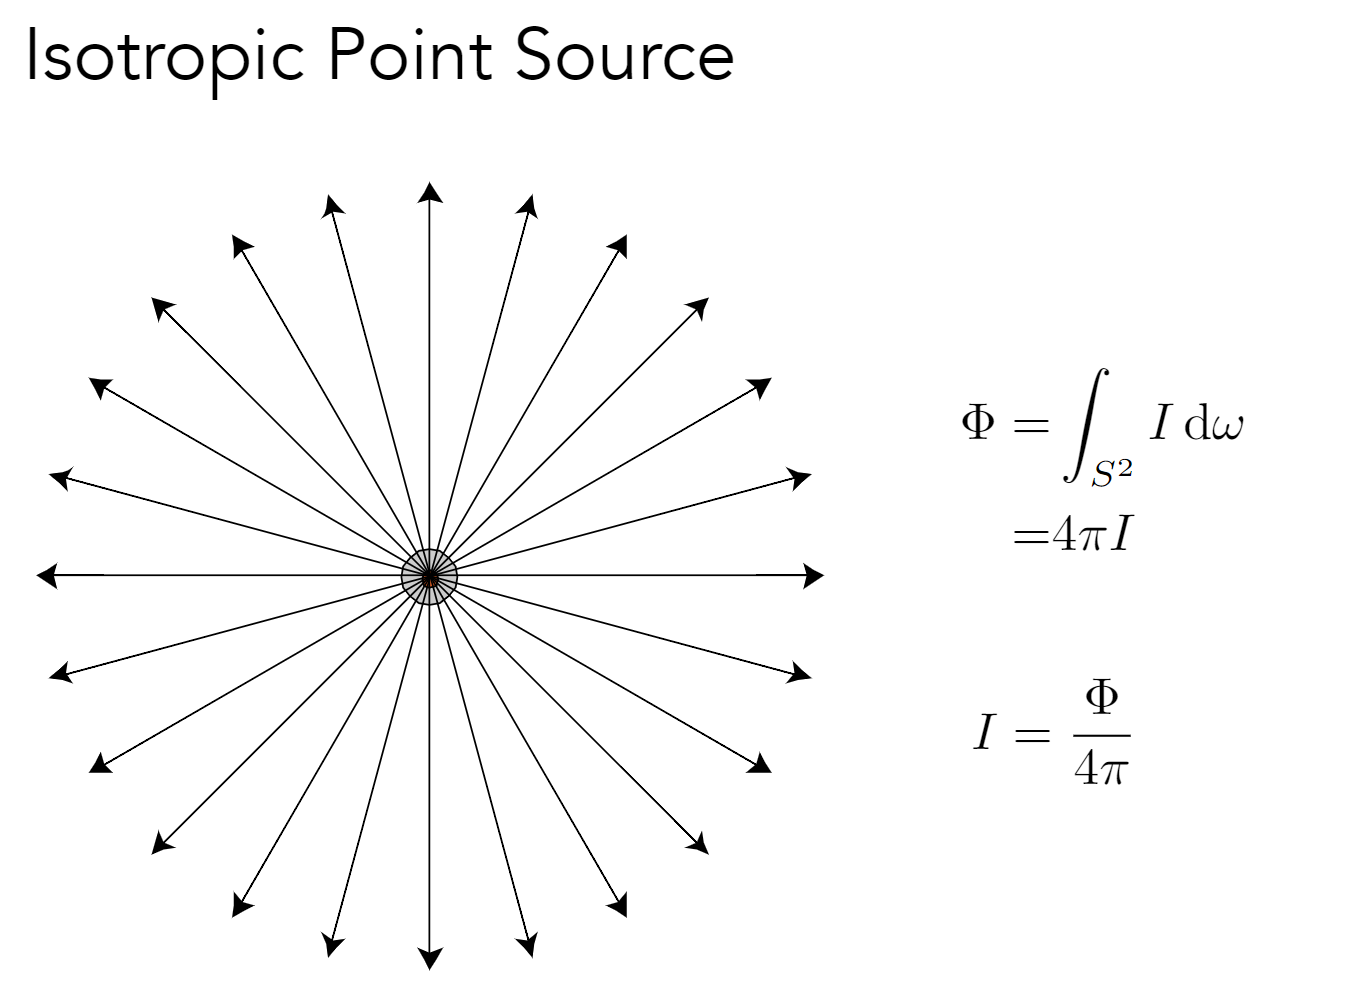 Isotropic Point Source
Φ = ∫_{S²} I dω
=4πI
I = Φ/4π